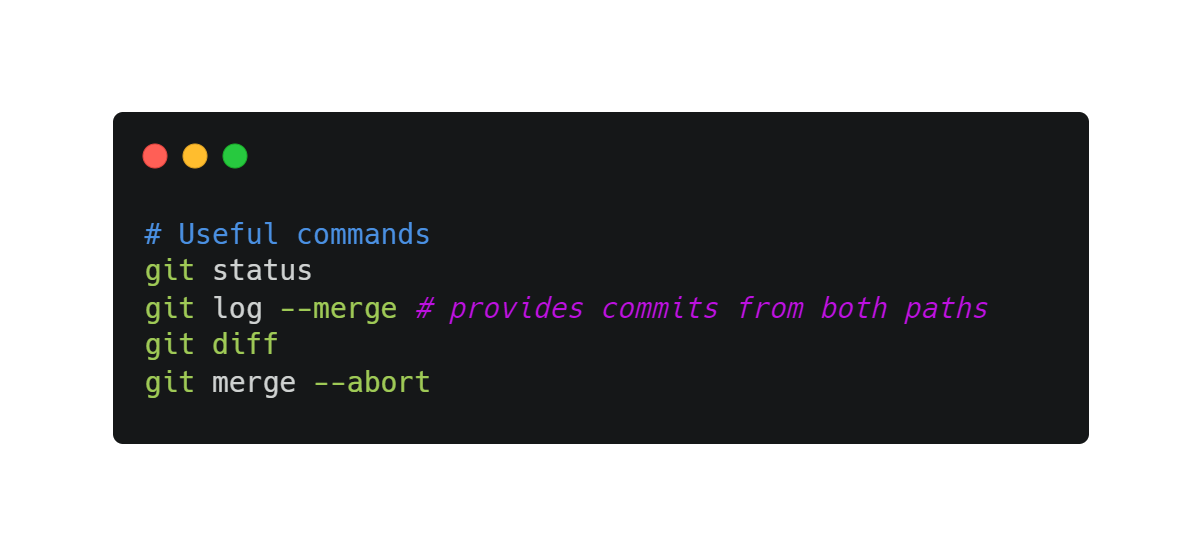 # Useful commands
git status
git log --merge # provides commits from both paths
git diff
git merge --abort